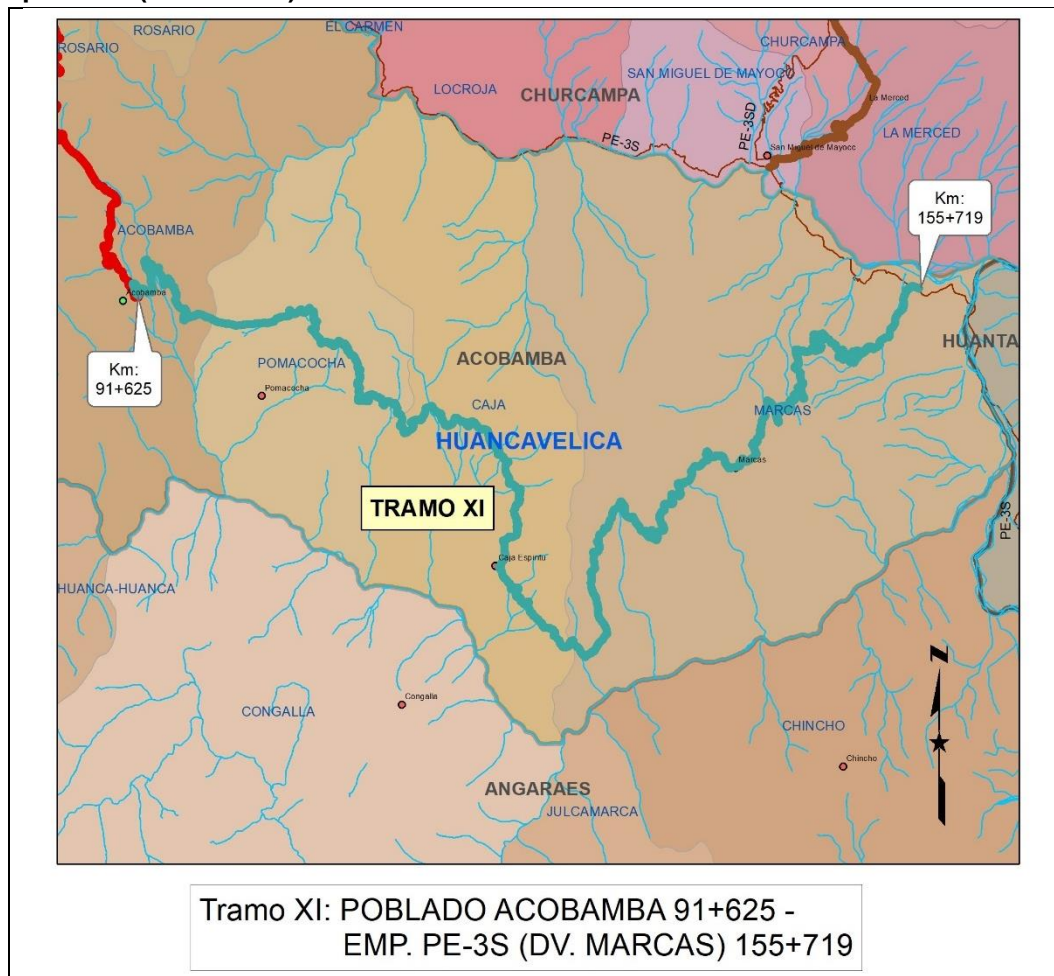 ROSARIO
ROSARIO
EL CARMEN
CHURCAMPA
SAN MIGUEL DE MAYOCC
LOCROJA
CHURCAMPA
La Merced
LA MERCED
PE-3SD
PE-3S
San Miguel de Mayocc
Km:
155+719
ACOBAMBA
Acobamba
Km:
91+625
HUANTA
POMACOCHA
ACOBAMBA
Pomacocha
CAJA
MARCAS
HUANCAVELICA
Marcas
TRAMO XI
PE-3S
Caja Espiritu
HUANCA-HUANCA
CONGALLA
Congalla
CHINCHO
Chincho
ANGARAES
JULCAMARCA
N
Tramo XI: POBLADO ACOBAMBA 91+625 -
EMP. PE-3S (DV. MARCAS) 155+719